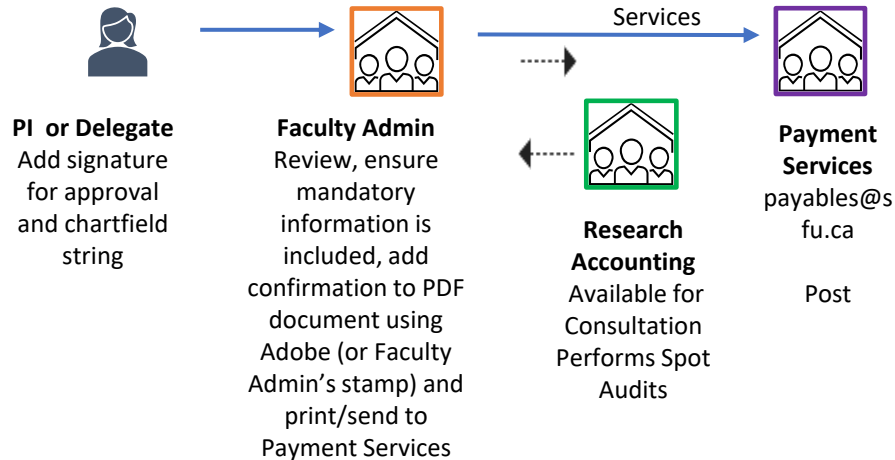 Services
PI or Delegate
Add signature
for approval
and chartfield
string
Faculty Admin
Review, ensure
mandatory
information is
included, add
confirmation to PDF
document using
Adobe (or Faculty
Admin’s stamp) and
print/send to
Payment Services
Research
Accounting
Available for
Consultation
Performs Spot
Audits
Payment
Services
payables@s
fu.ca
Post